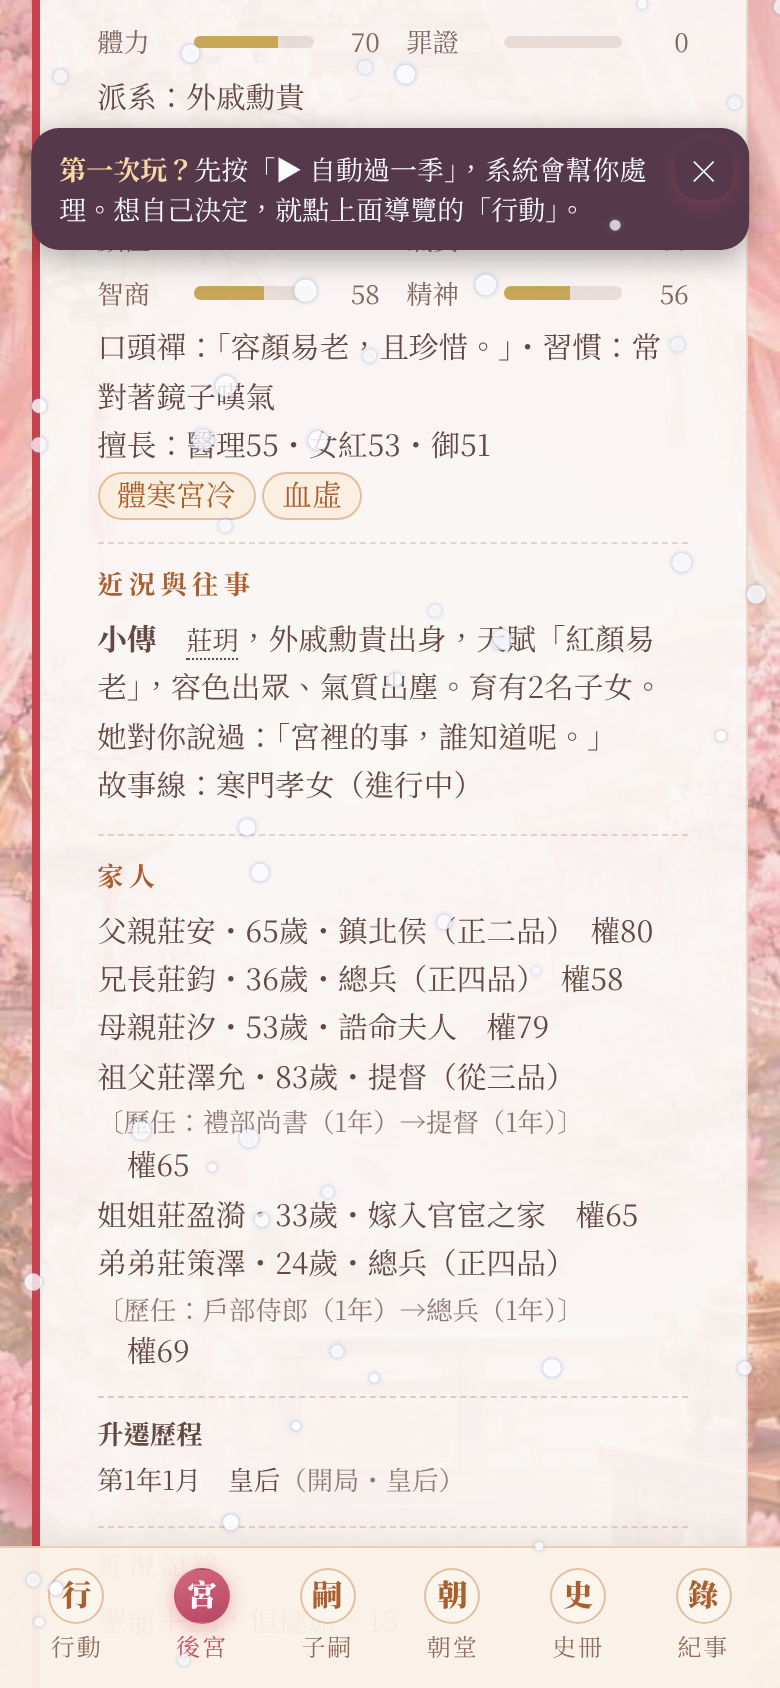 體力 70 罪證 0
派系：外戚勳貴
第一次玩？先按「▶ 自動過一季」，系統會幫你處
理。想自己決定，就點上面導覽的「行動」。
智商 58 精神 56
口頭禪：「容顏易老，且珍惜。」・習慣：常
對著鏡子嘆氣
擅長：醫理55・女紅53・御51
體寒宮冷 血虛
近況與往事
小傳 莊玥，外戚勳貴出身，天賦「紅顏易
老」，容色出眾、氣質出塵。育有2名子女。
她對你說過：「宮裡的事，誰知道呢。」
故事線：寒門孝女（進行中）
家人
父親莊安・65歲・鎮北侯（正二品） 權80
兄長莊鈞・36歲・總兵（正四品） 權58
母親莊汐・53歲・誥命夫人 權79
祖父莊澤允・83歲・提督（從三品）
〔歷任：禮部尚書（1年）→提督（1年）〕
權65
姐姐莊盈漪・33歲・嫁入官宦之家 權65
弟弟莊策澤・24歲・總兵（正四品）
〔歷任：戶部侍郎（1年）→總兵（1年）〕
權69
升遷歷程
第1年1月 皇后（開局・皇后）
行 宮 嗣 朝 史 錄
行動 後宮 子嗣 朝堂 史冊 紀事